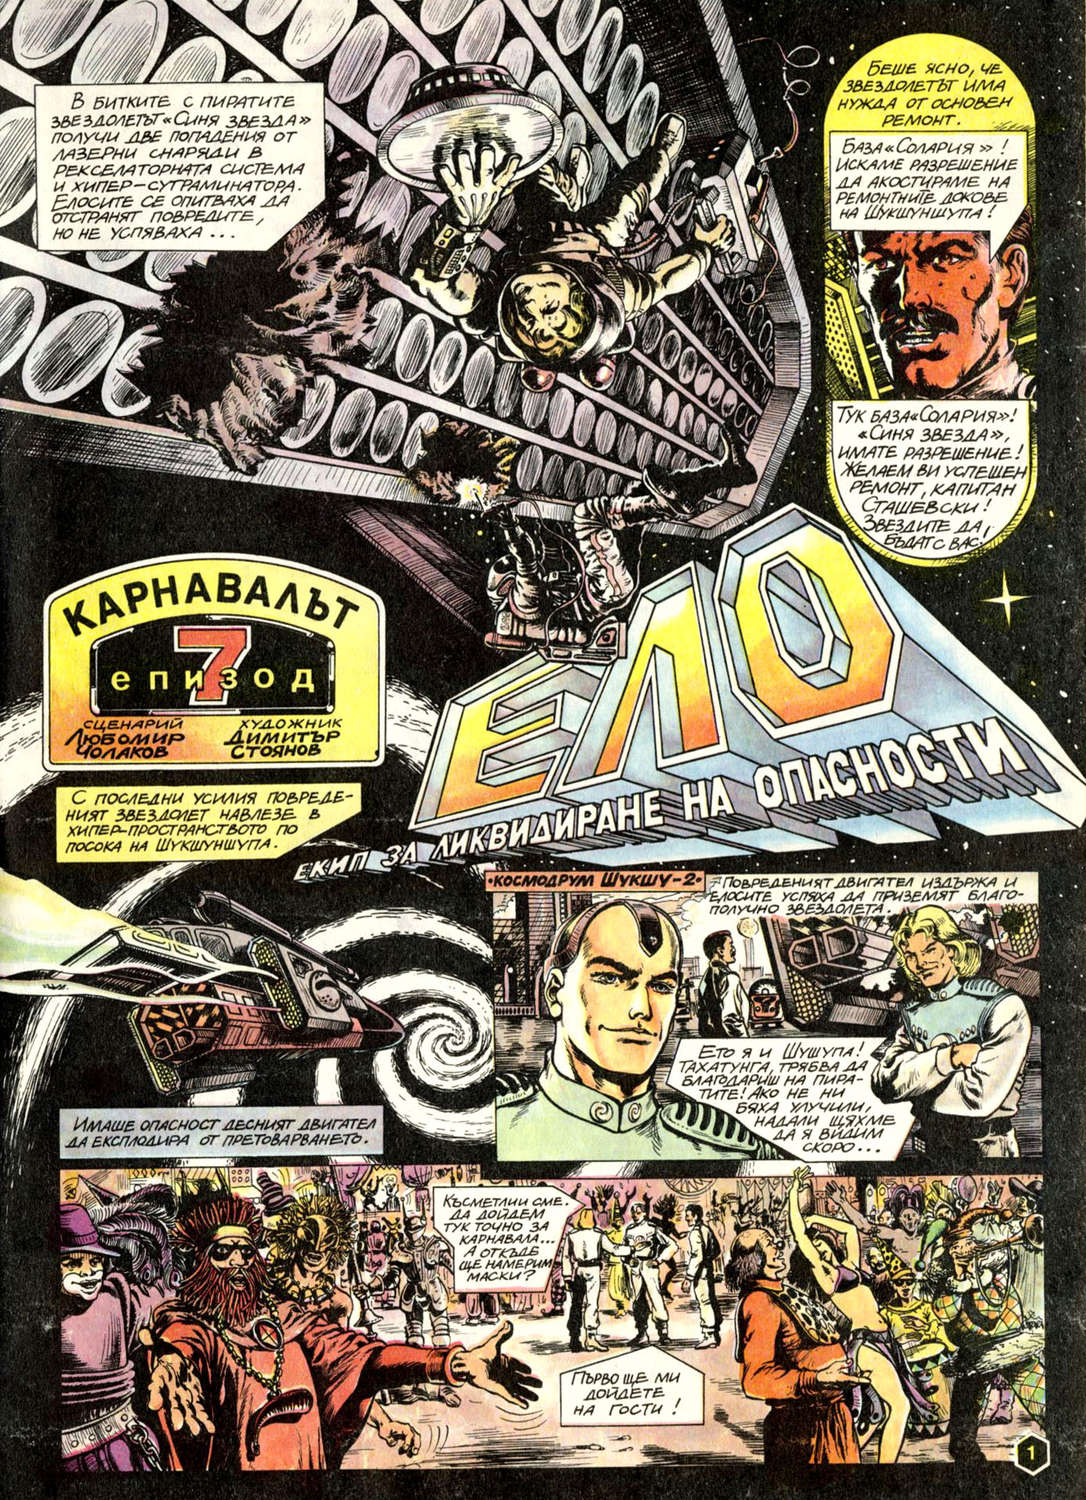 В БИТКИТЕ С ПИРАТИТЕ
ЗВЕЗДОЛЕТЪТ «СИНЯ ЗВЕЗДА»
ПОЛУЧИ ДВЕ ПОПАДЕНИЯ ОТ
ЛАЗЕРНИ СНАРЯДИ В
РЕКСЕЛАТОРНАТА СИСТЕМА
И ХИПЕР-СУТРАМИНАТОРА.
ЕЛОСИТЕ СЕ ОПИТВАХА ДА
ОТСТРАНЯТ ПОВРЕДИТЕ,
НО НЕ УСПЯВАХА...
БЕШЕ ЯСНО, ЧЕ
ЗВЕЗДОЛЕТЪТ ИМА
НУЖДА ОТ ОСНОВЕН
РЕМОНТ.
БАЗА «СОЛАРИЯ»!
ИСКАМЕ РАЗРЕШЕНИЕ
ДА АКОСТИРАМЕ НА
РЕМОНТНИТЕ ДОКОВЕ
НА ШУКШУНШУПА!
ТУК БАЗА «СОЛАРИЯ»!
«СИНЯ ЗВЕЗДА»,
ИМАТЕ РАЗРЕШЕНИЕ!
ЖЕЛАЕМ ВИ УСПЕШЕН
РЕМОНТ, КАПИТАН
СТАШЕВСКИ!
ЗВЕЗДИТЕ ДА
БЪДАТ С ВАС!
КАРНАВАЛЪТ
7
епизод
СЦЕНАРИЙ
ЛЮБОМИР
ЧОЛАКОВ
ХУДОЖНИК
ДИМИТЪР
СТОЯНОВ
ЕЛО
ЕКИП ЗА ЛИКВИДИРАНЕ НА ОПАСНОСТИ
С ПОСЛЕДНИ УСИЛИЯ ПОВРЕДЕ-
НИЯТ ЗВЕЗДОЛЕТ НАВЛЕЗЕ В
ХИПЕР-ПРОСТРАНСТВОТО ПО
ПОСОКА НА ШУКШУНШУПА.
ИМАШЕ ОПАСНОСТ ДЕСНИЯТ ДВИГАТЕЛ
ДА ЕКСПЛОДИРА ОТ ПРЕТОВАРВАНЕТО.
•КОСМОДРУМ ШУКШУ-2•
ПОВРЕДЕНИЯТ ДВИГАТЕЛ ИЗДЪРЖА И
ЕЛОСИТЕ УСПЯХА ДА ПРИЗЕМЯТ БЛАГО-
ПОЛУЧНО ЗВЕЗДОЛЕТА.
ЕТО Я И ШУШУПА!
ТАХАТУНГА, ТРЯБВА ДА
БЛАГОДАРИШ НА ПИРА-
ТИТЕ! АКО НЕ НИ
БЯХА УЛУЧИЛИ,
НАДАЛИ ЩЯХМЕ
ДА Я ВИДИМ
СКОРО...
КЪСМЕТЛИИ СМЕ.
ДА ДОЙДЕМ
ТУК ТОЧНО ЗА
КАРНАВАЛА...
А ОТКЪДЕ
ЩЕ НАМЕРИМ
МАСКИ?
ПЪРВО ЩЕ МИ
ДОЙДЕТЕ
НА ГОСТИ!
1